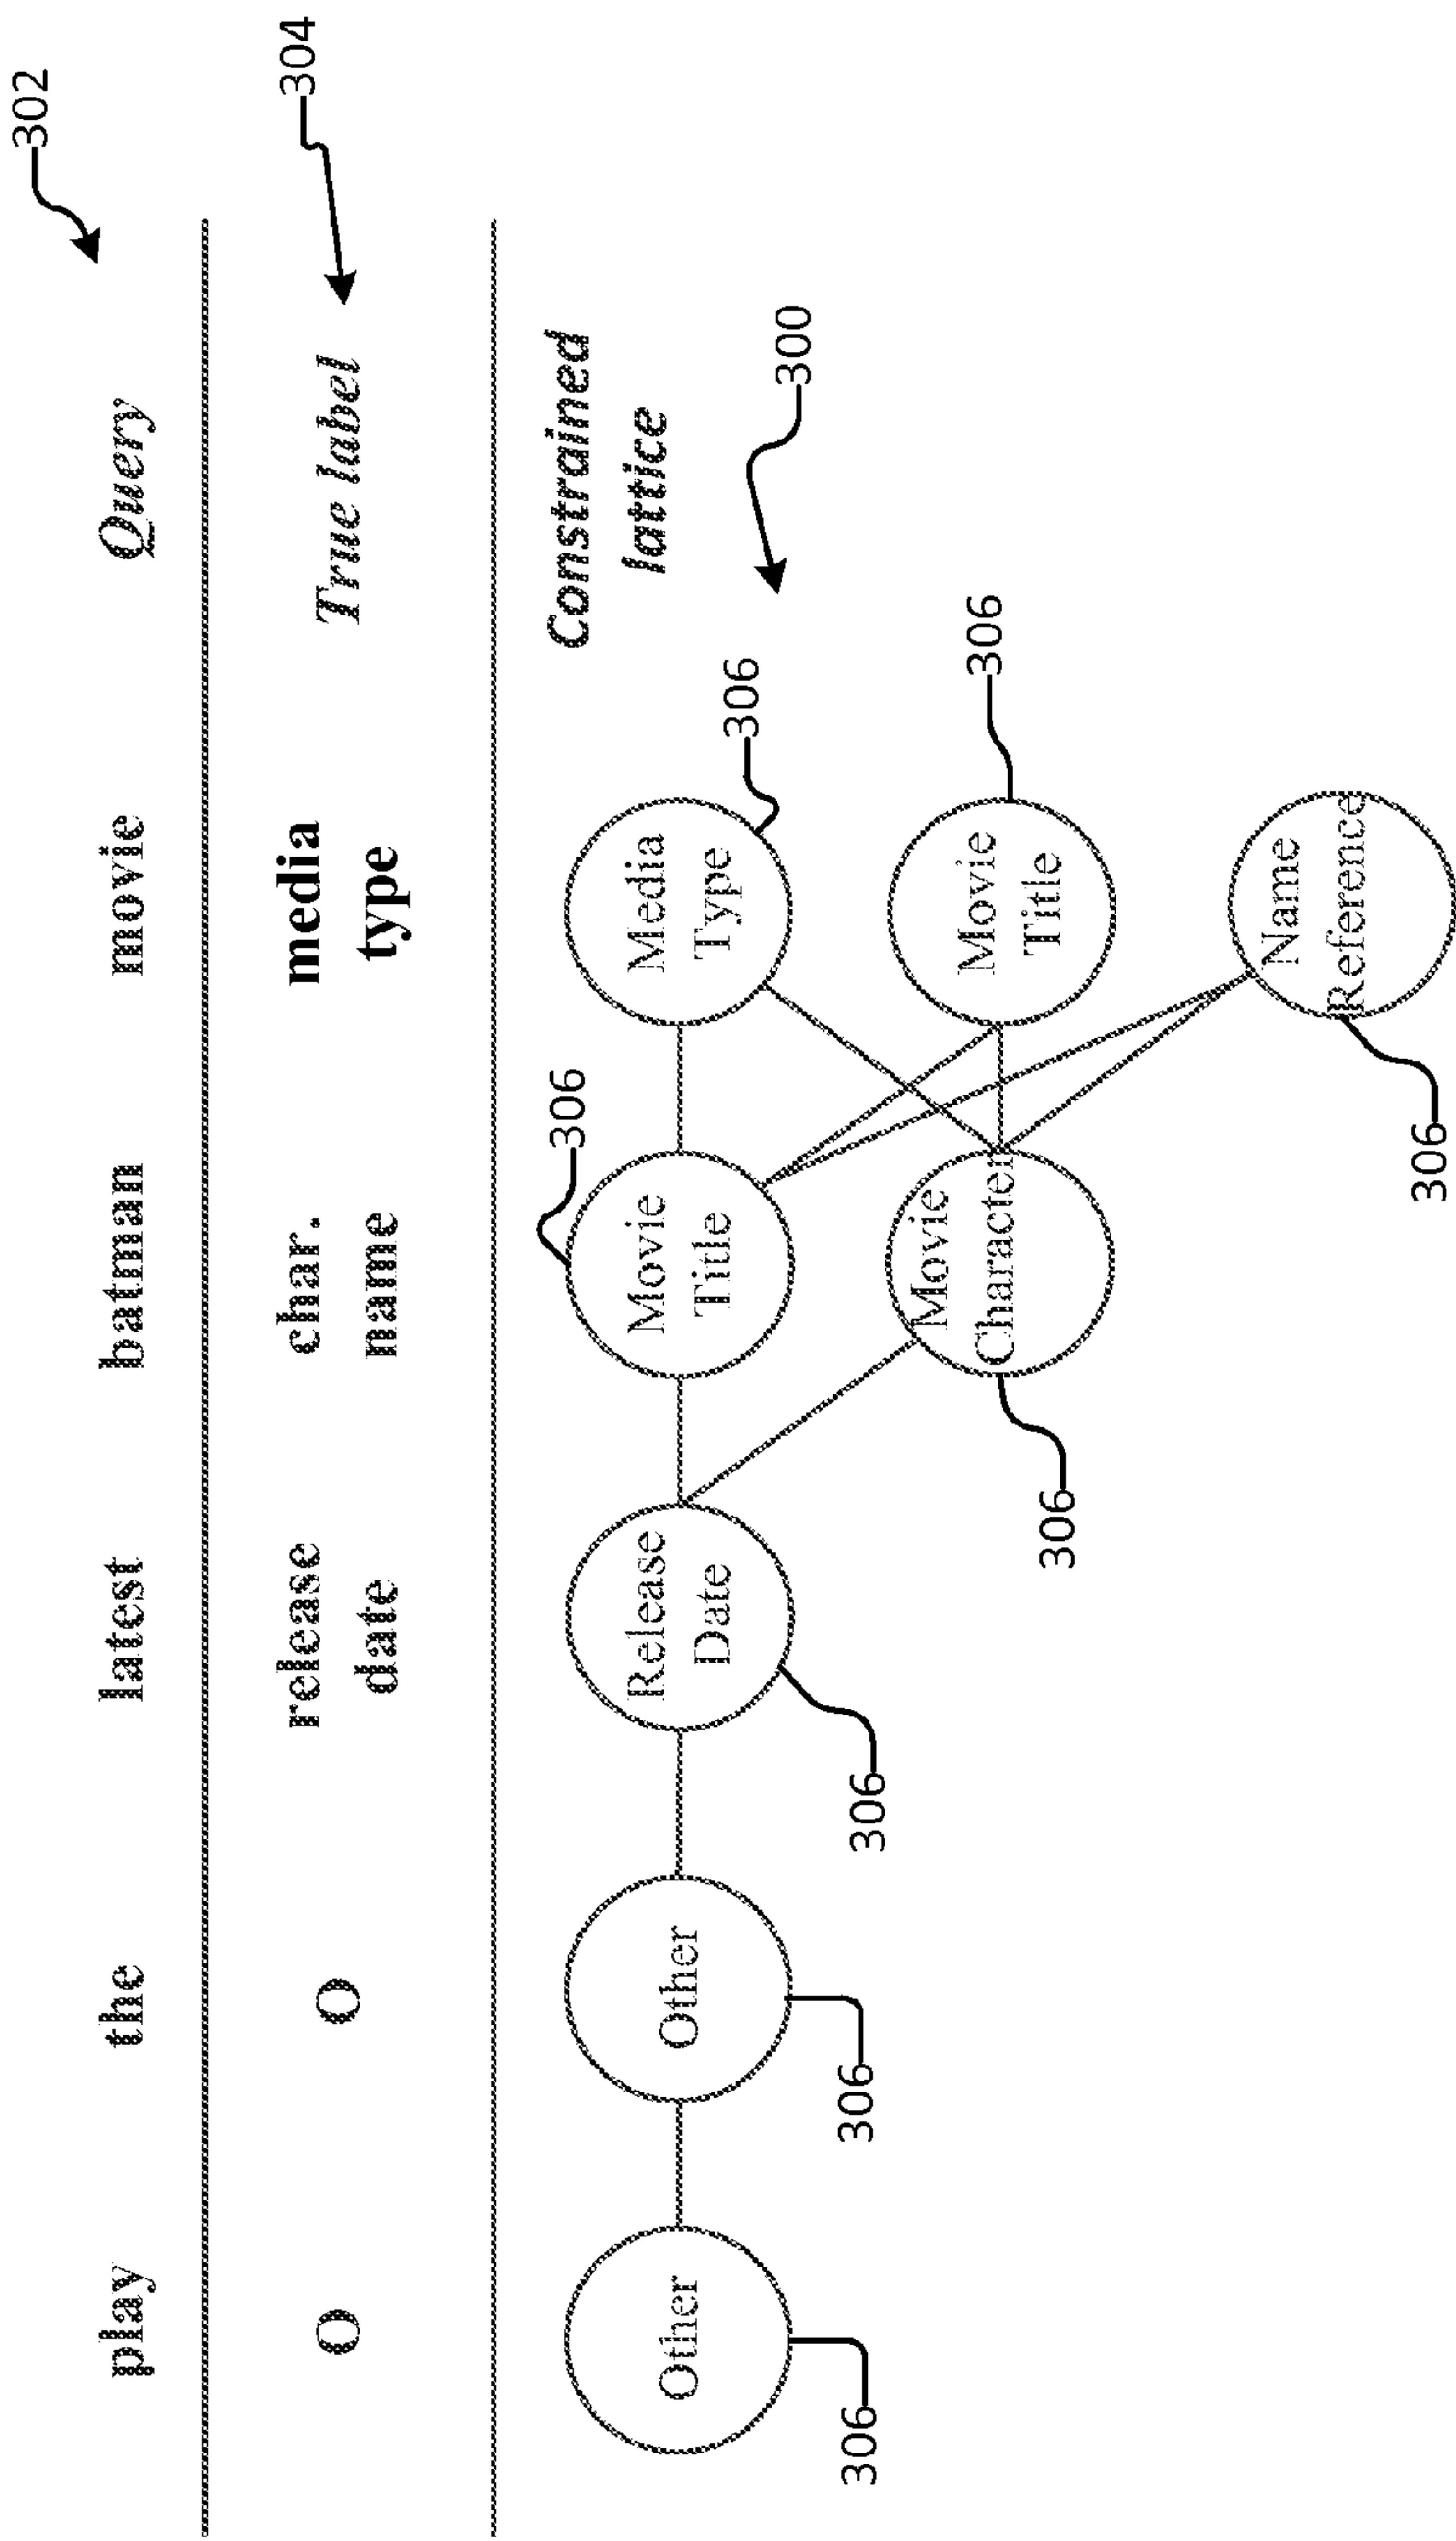 play the latest batman movie Query 302
O O release date char. name media type True label 304
Constrained lattice
300
Other
Other
Release
Date
Movie
Title
Media
Type
Movie
Character
Movie
Title
Name
Reference
306
306
306
306
306
306
306
306